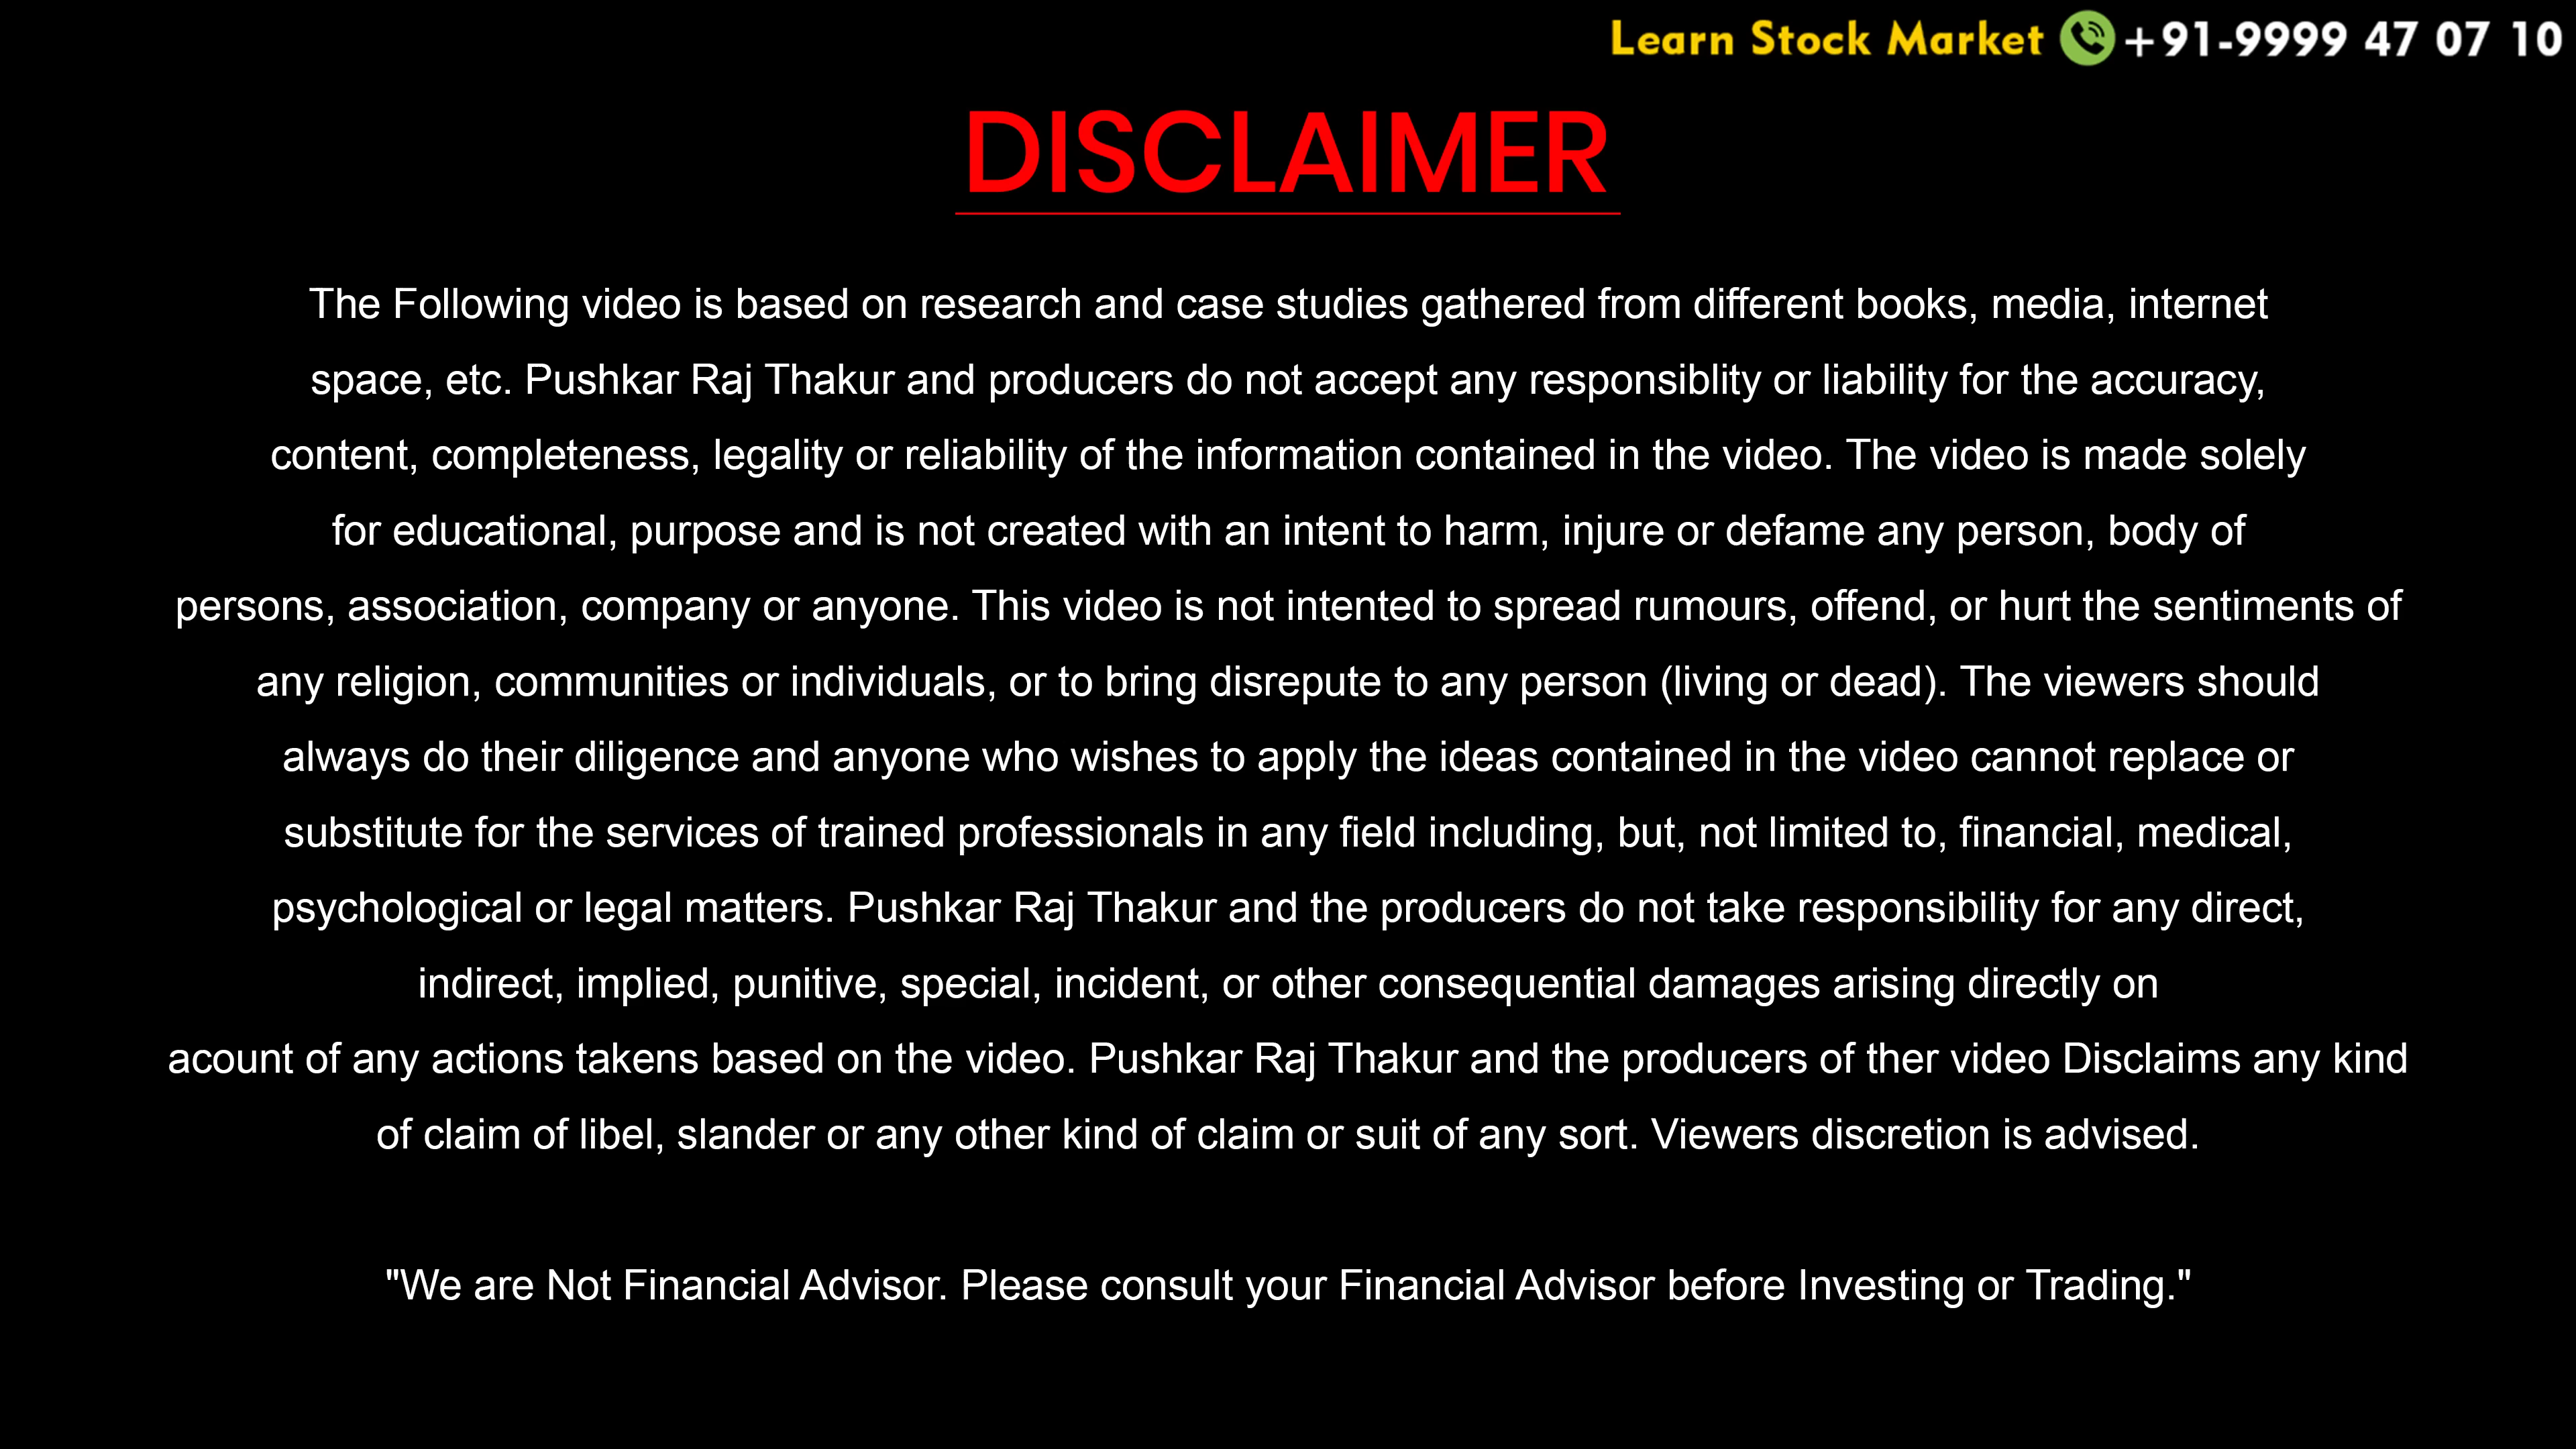 Learn Stock Market +91-9999 47 07 10
DISCLAIMER
The Following video is based on research and case studies gathered from different books, media, internet
space, etc. Pushkar Raj Thakur and producers do not accept any responsiblity or liability for the accuracy,
content, completeness, legality or reliability of the information contained in the video. The video is made solely
for educational, purpose and is not created with an intent to harm, injure or defame any person, body of
persons, association, company or anyone. This video is not intented to spread rumours, offend, or hurt the sentiments of
any religion, communities or individuals, or to bring disrepute to any person (living or dead). The viewers should
always do their diligence and anyone who wishes to apply the ideas contained in the video cannot replace or
substitute for the services of trained professionals in any field including, but, not limited to, financial, medical,
psychological or legal matters. Pushkar Raj Thakur and the producers do not take responsibility for any direct,
indirect, implied, punitive, special, incident, or other consequential damages arising directly on
acount of any actions takens based on the video. Pushkar Raj Thakur and the producers of ther video Disclaims any kind
of claim of libel, slander or any other kind of claim or suit of any sort. Viewers discretion is advised.
"We are Not Financial Advisor. Please consult your Financial Advisor before Investing or Trading."